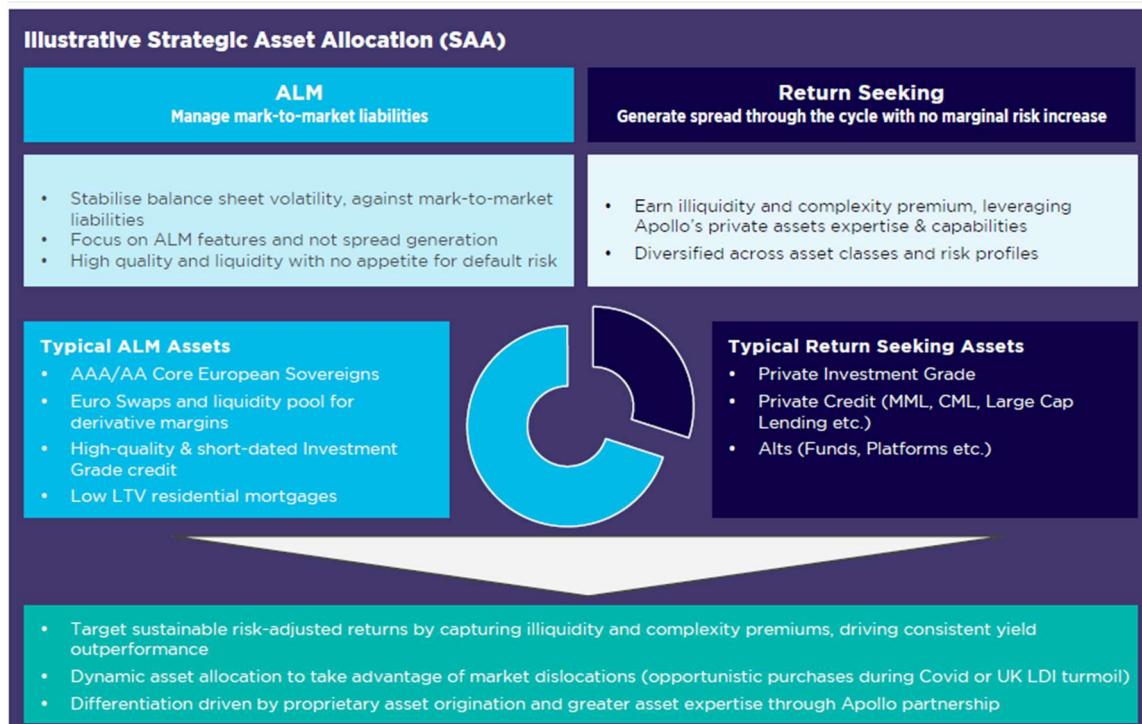 Illustrative Strategic Asset Allocation (SAA)
ALM
Manage mark-to-market liabilities
Return Seeking
Generate spread through the cycle with no marginal risk increase
• Stabilise balance sheet volatility, against mark-to-market
liabilities
• Focus on ALM features and not spread generation
• High quality and liquidity with no appetite for default risk
• Earn illiquidity and complexity premium, leveraging
Apollo's private assets expertise & capabilities
• Diversified across asset classes and risk profiles
Typical ALM Assets
• AAA/AA Core European Sovereigns
• Euro Swaps and liquidity pool for
derivative margins
• High-quality & short-dated Investment
Grade credit
• Low LTV residential mortgages
Typical Return Seeking Assets
• Private Investment Grade
• Private Credit (MML, CML, Large Cap
Lending etc.)
• Alts (Funds, Platforms etc.)
• Target sustainable risk-adjusted returns by capturing illiquidity and complexity premiums, driving consistent yield
outperformance
• Dynamic asset allocation to take advantage of market dislocations (opportunistic purchases during Covid or UK LDI turmoil)
• Differentiation driven by proprietary asset origination and greater asset expertise through Apollo partnership